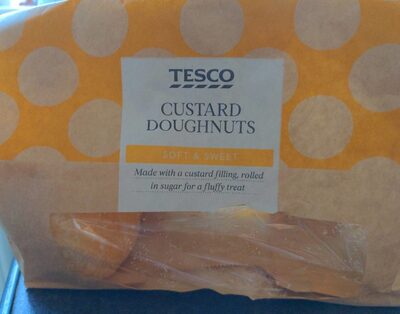 TESCO
CUSTARD
DOUGHNUTS
SOFT & SWEET
Made with a custard filling, rolled
in sugar for a fluffy treat